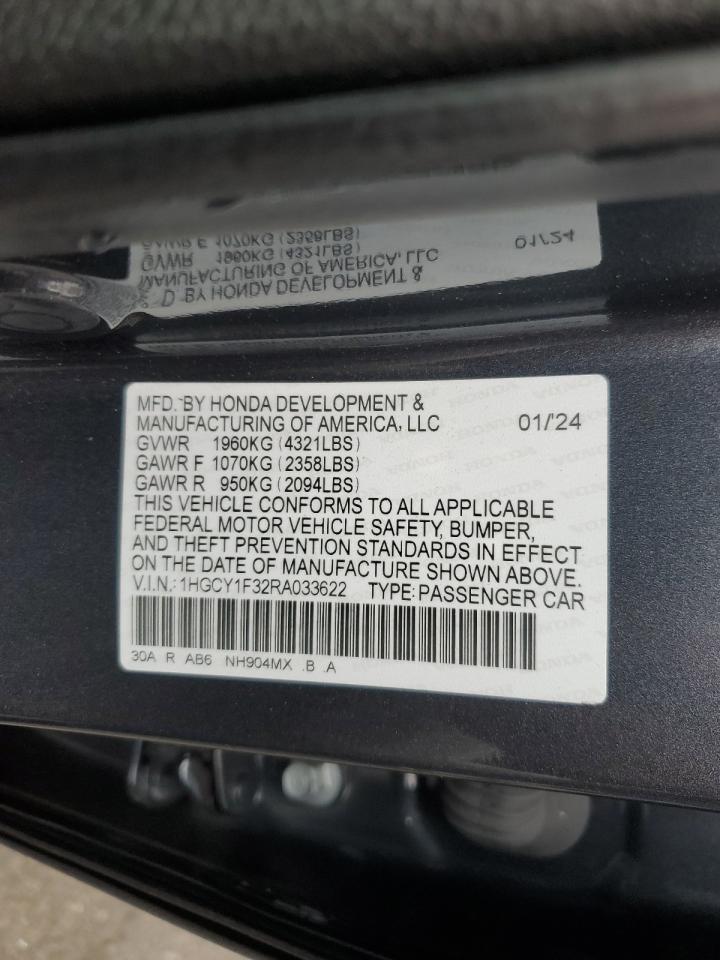 MFD. BY HONDA DEVELOPMENT &
MANUFACTURING OF AMERICA, LLC 01/'24
GVWR 1960KG (4321LBS)
GAWR F 1070KG (2358LBS)
GAWR R 950KG (2094LBS)
THIS VEHICLE CONFORMS TO ALL APPLICABLE
FEDERAL MOTOR VEHICLE SAFETY, BUMPER,
AND THEFT PREVENTION STANDARDS IN EFFECT
ON THE DATE OF MANUFACTURE SHOWN ABOVE.
V.I.N.: 1HGCY1F32RA033622 TYPE: PASSENGER CAR
30A R AB6 NH904MX .B .A